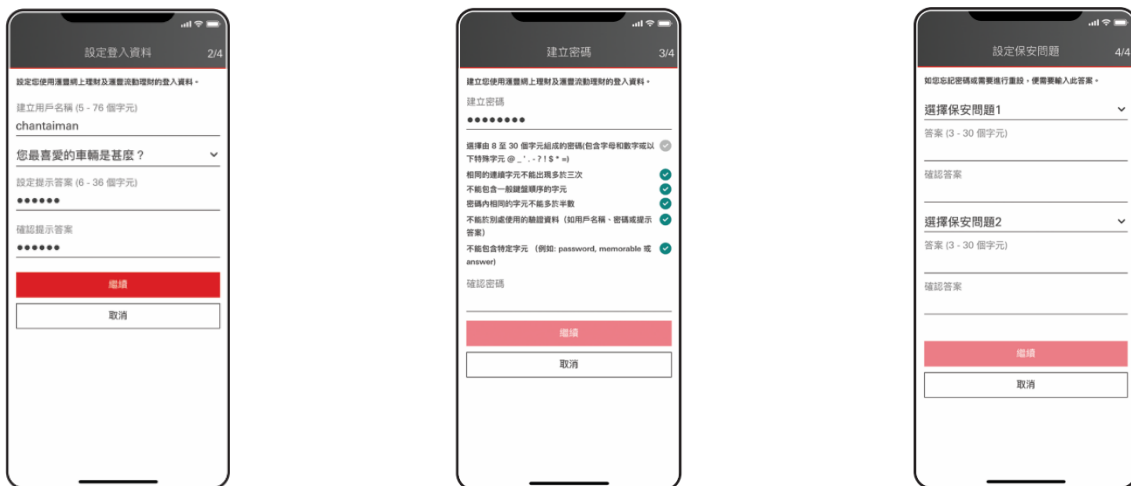 設定登入資料 2/4
設定您使用滙豐網上理財及滙豐流動理財的登入資料。
建立用戶名稱 (5 - 76 個字元)
chantaiman
您最喜愛的車輛是甚麼？
設定提示答案 (6 - 36 個字元)
●●●●●●
確認提示答案
●●●●●●
繼續
取消
建立密碼 3/4
建立您使用滙豐網上理財及滙豐流動理財的登入資料。
建立密碼
●●●●●●●●
選擇由 8 至 30 個字元組成的密碼(包含字母和數字或以
下特殊字元 @ _ ' . - ? ! $ * =)
相同的連續字元不能出現多於三次
不能包含一般鍵盤順序的字元
密碼內相同的字元不能多於半數
不能於別處使用的驗證資料（如用戶名稱、密碼或提示
答案）
不能包含特定字元 （例如: password, memorable 或
answer)
確認密碼
繼續
取消
設定保安問題 4/4
如您忘記密碼或需要進行重設，便需要輸入此答案。
選擇保安問題1
答案 (3 - 30 個字元)
確認答案
選擇保安問題2
答案 (3 - 30 個字元)
確認答案
繼續
取消